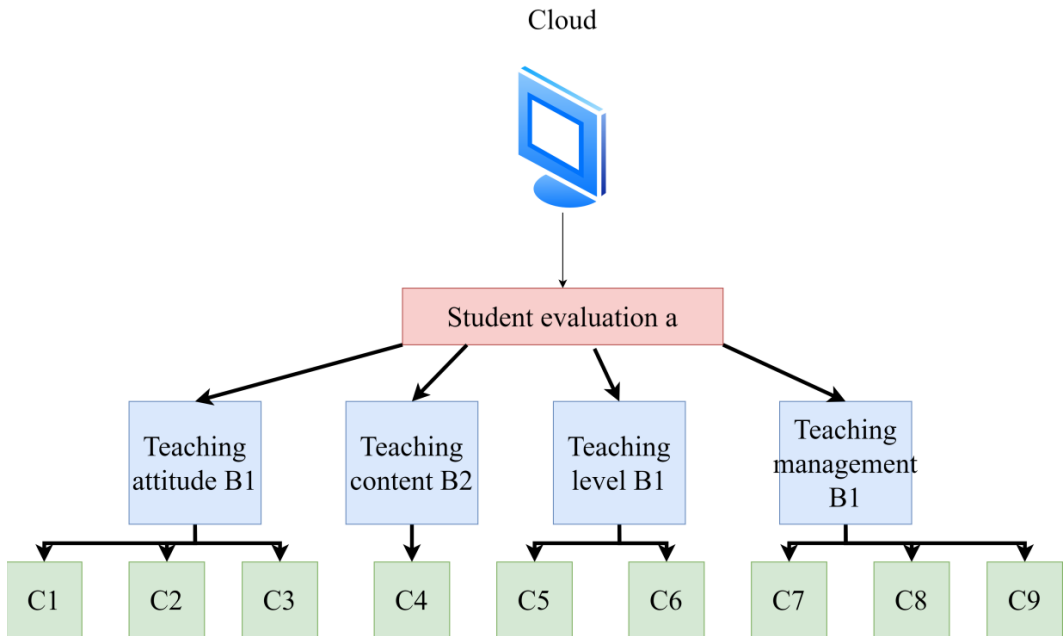 Cloud
Student evaluation a
Teaching
attitude B1
Teaching
content B2
Teaching
level B1
Teaching
management
B1
C1
C2
C3
C4
C5
C6
C7
C8
C9